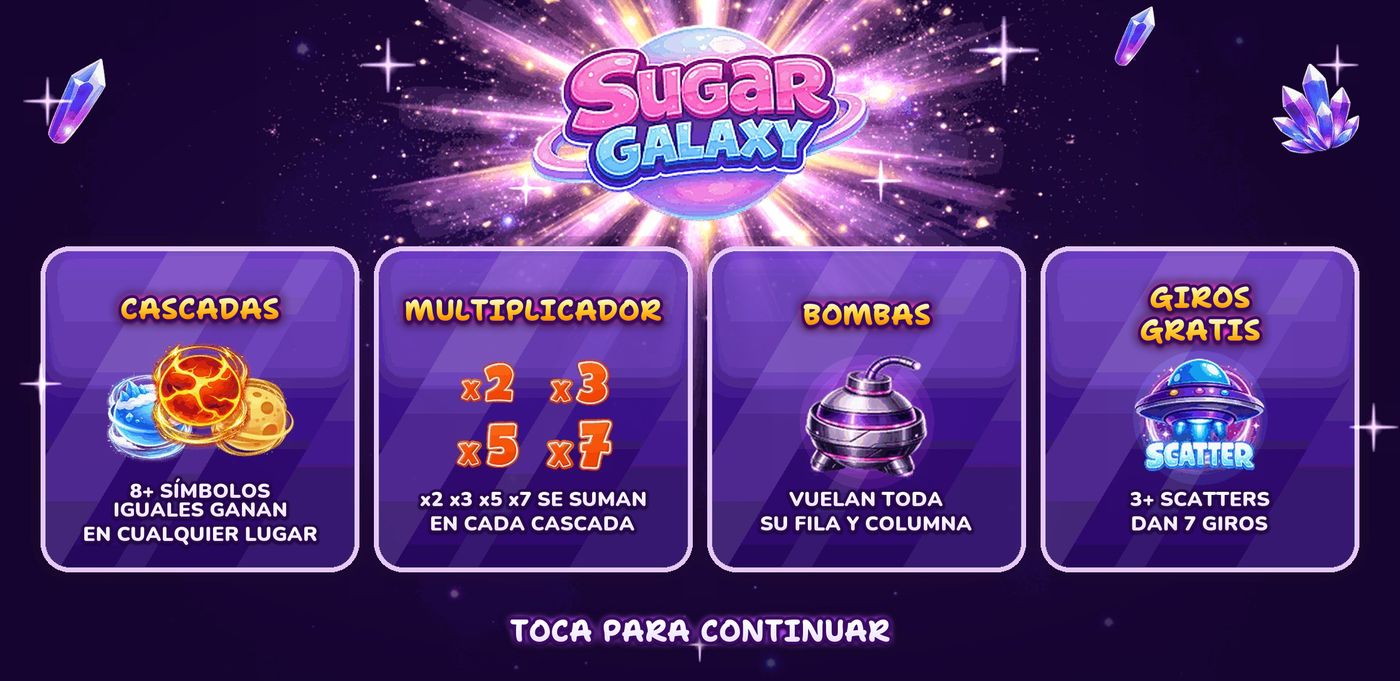 SUGAR
GALAXY
CASCADAS
8+ SÍMBOLOS
IGUALES GANAN
EN CUALQUIER LUGAR
MULTIPLICADOR
x2 x3
x5 x7
x2 x3 x5 x7 SE SUMAN
EN CADA CASCADA
BOMBAS
VUELAN TODA
SU FILA Y COLUMNA
GIROS
GRATIS
SCATTER
3+ SCATTERS
DAN 7 GIROS
TOCA PARA CONTINUAR